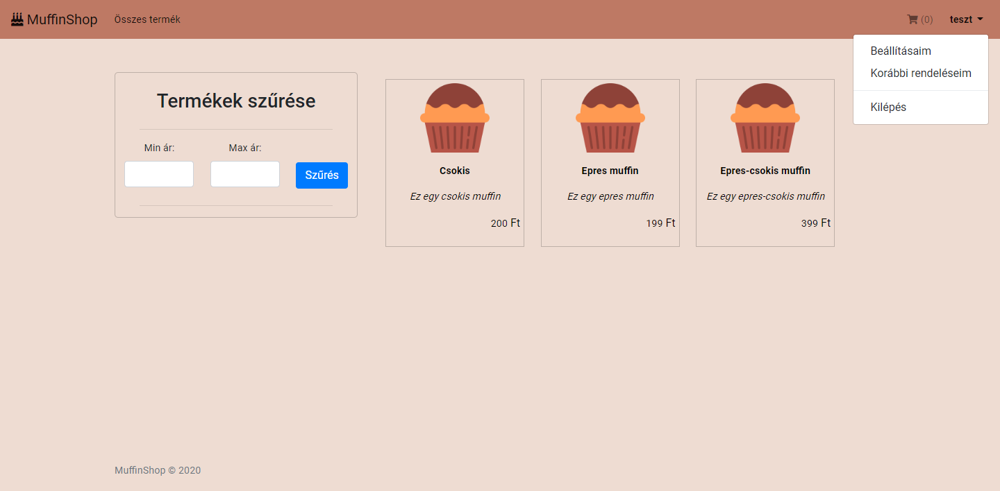 MuffinShop
Összes termék
(0)
teszt
Beállításaim
Korábbi rendeléseim
Kilépés
Termékek szűrése
Min ár:
Max ár:
Szűrés
Csokis
Ez egy csokis muffin
200 Ft
Epres muffin
Ez egy epres muffin
199 Ft
Epres-csokis muffin
Ez egy epres-csokis muffin
399 Ft
MuffinShop © 2020